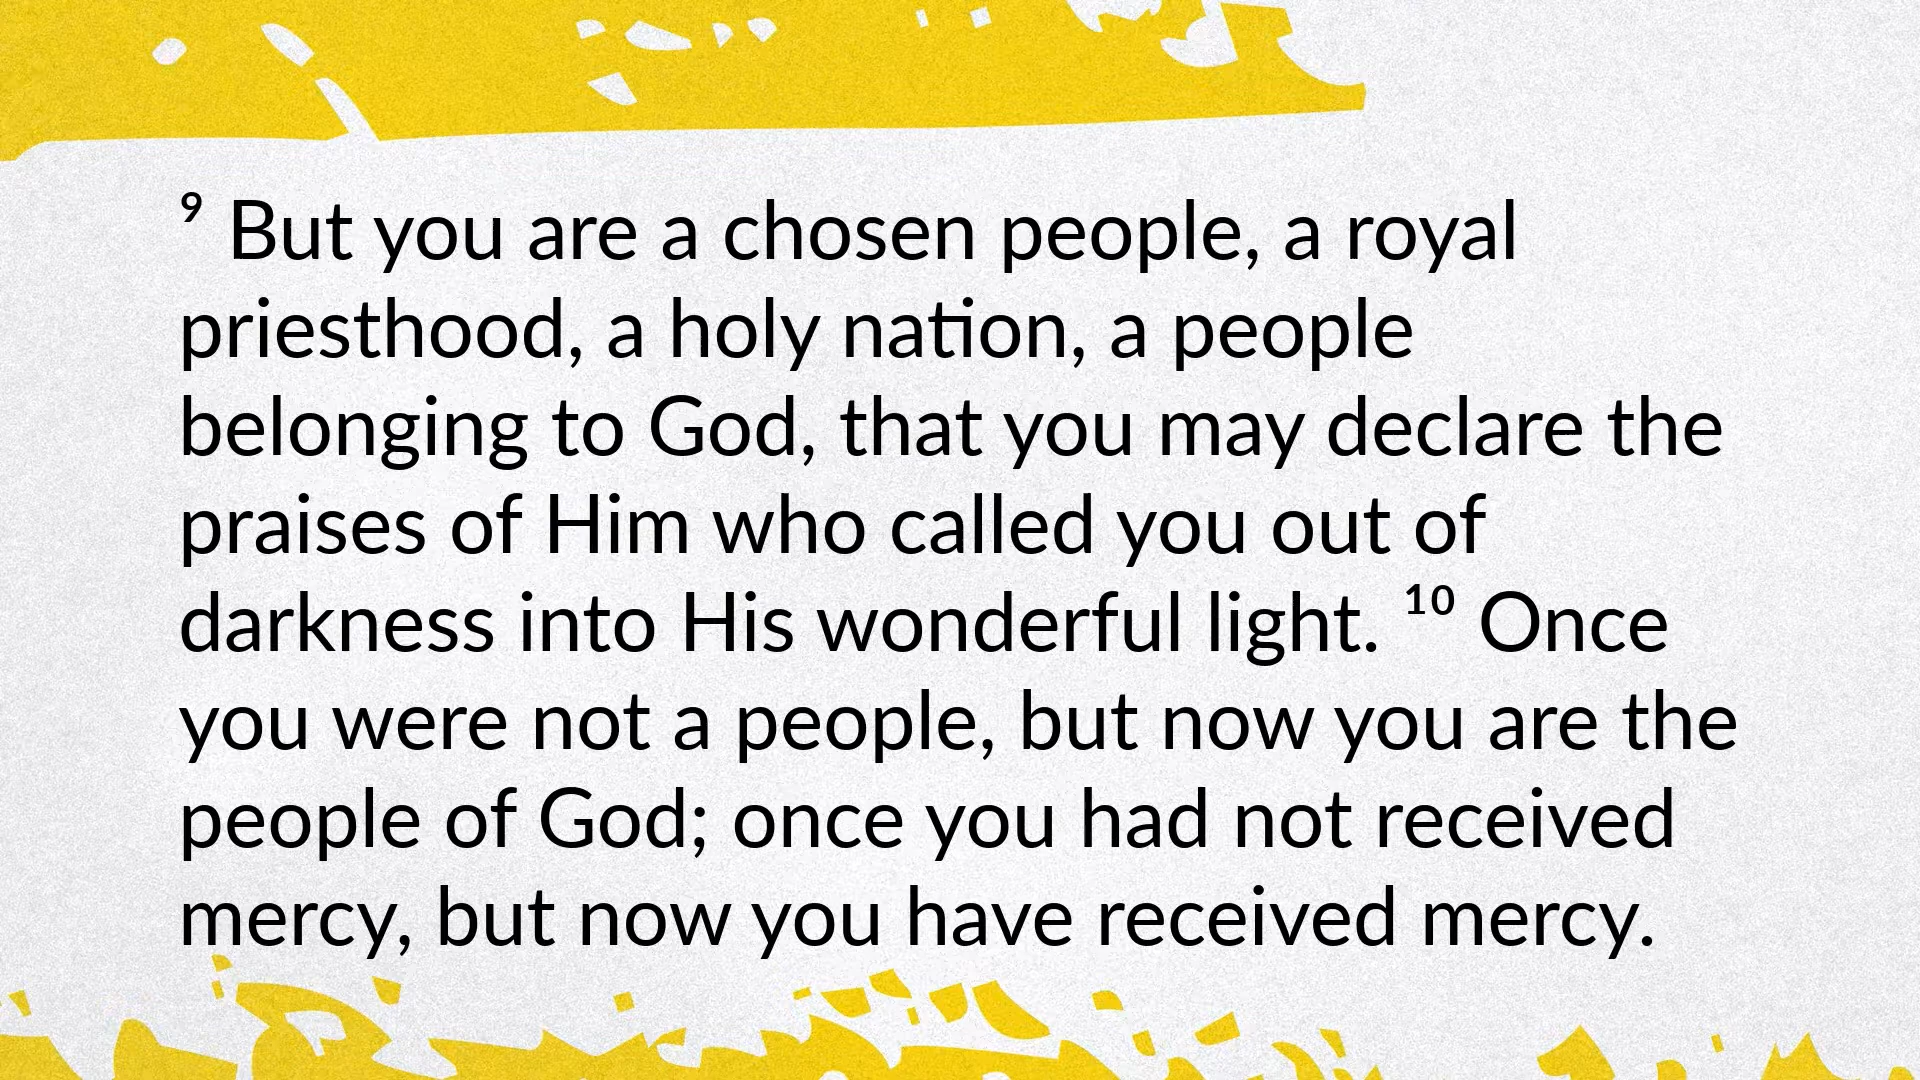 ⁹ But you are a chosen people, a royal
priesthood, a holy nation, a people
belonging to God, that you may declare the
praises of Him who called you out of
darkness into His wonderful light. ¹⁰ Once
you were not a people, but now you are the
people of God; once you had not received
mercy, but now you have received mercy.